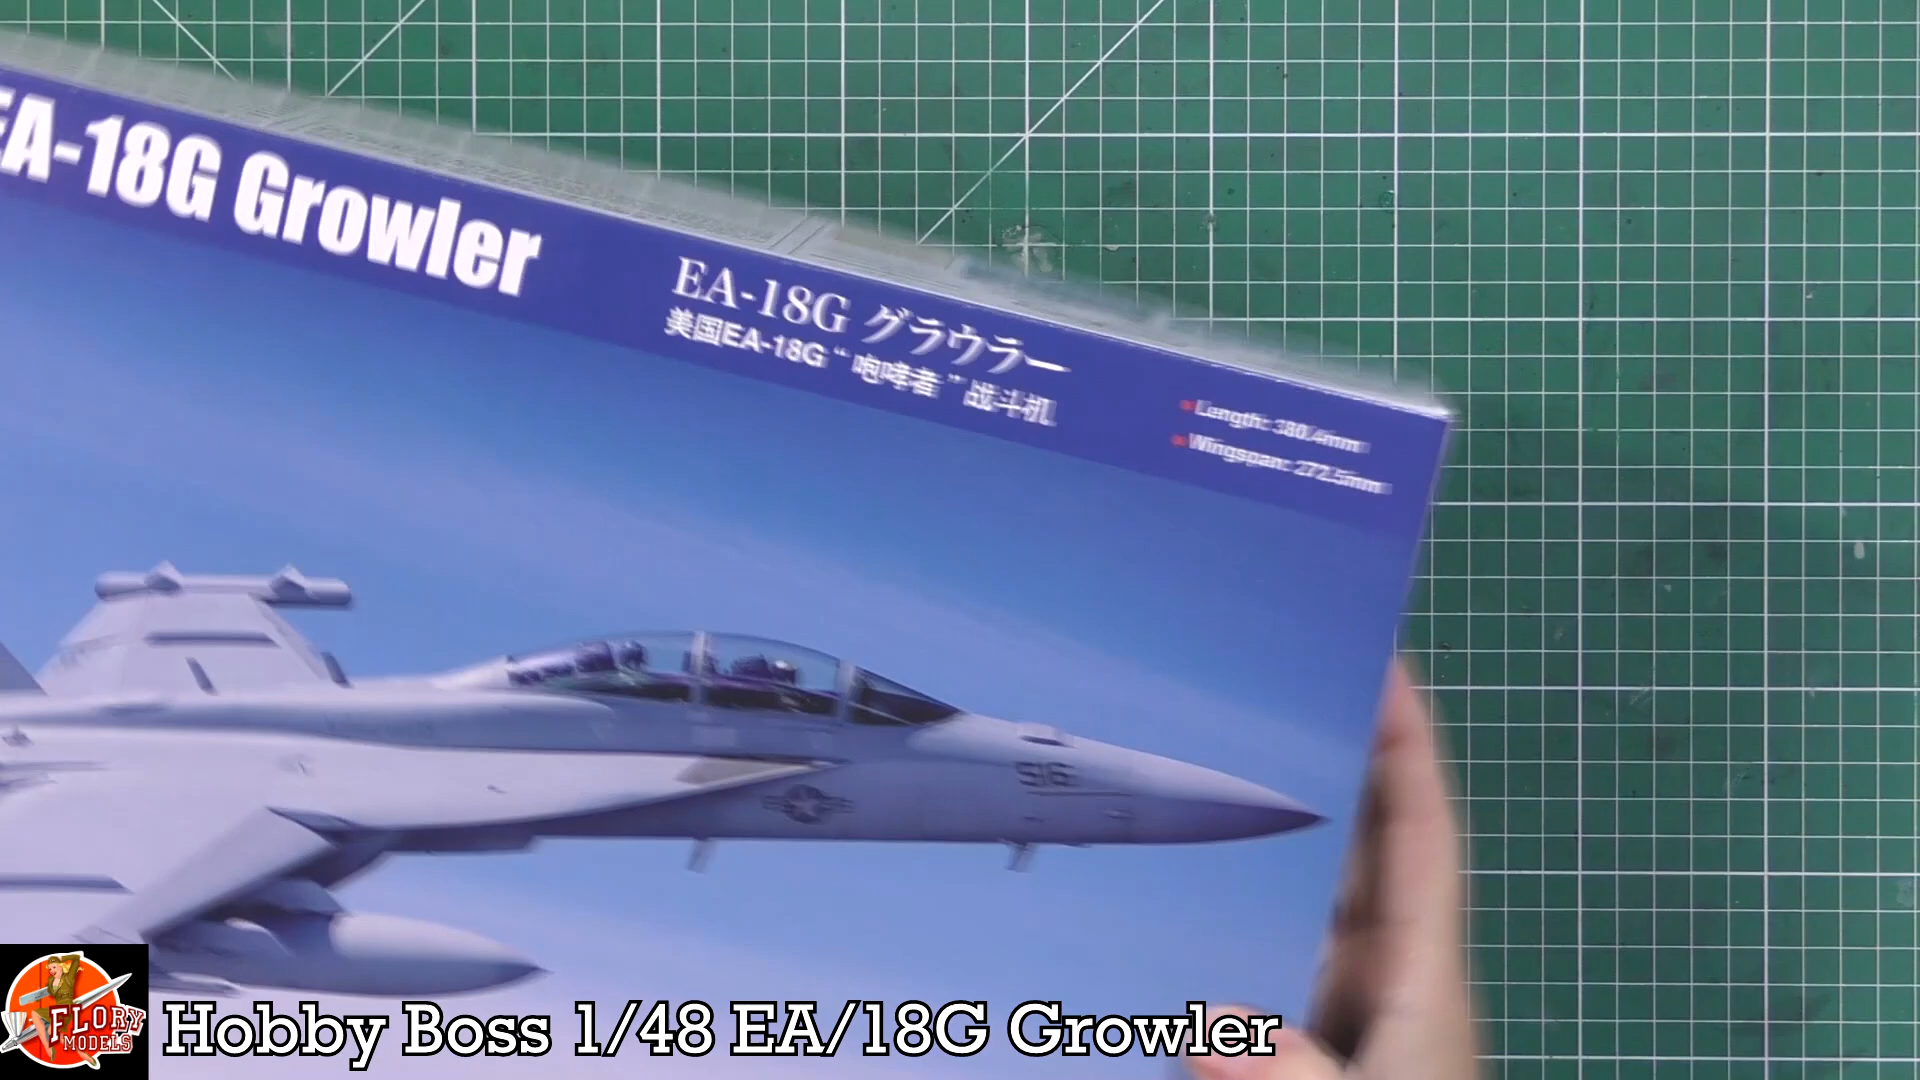 EA-18G Growler
EA-18G グラウラー
美国EA-18G“咆哮者”战斗机
Length: 380.4mm
Wingspan: 272.5mm
516
FLORY
MODELS
Hobby Boss 1/48 EA/18G Growler